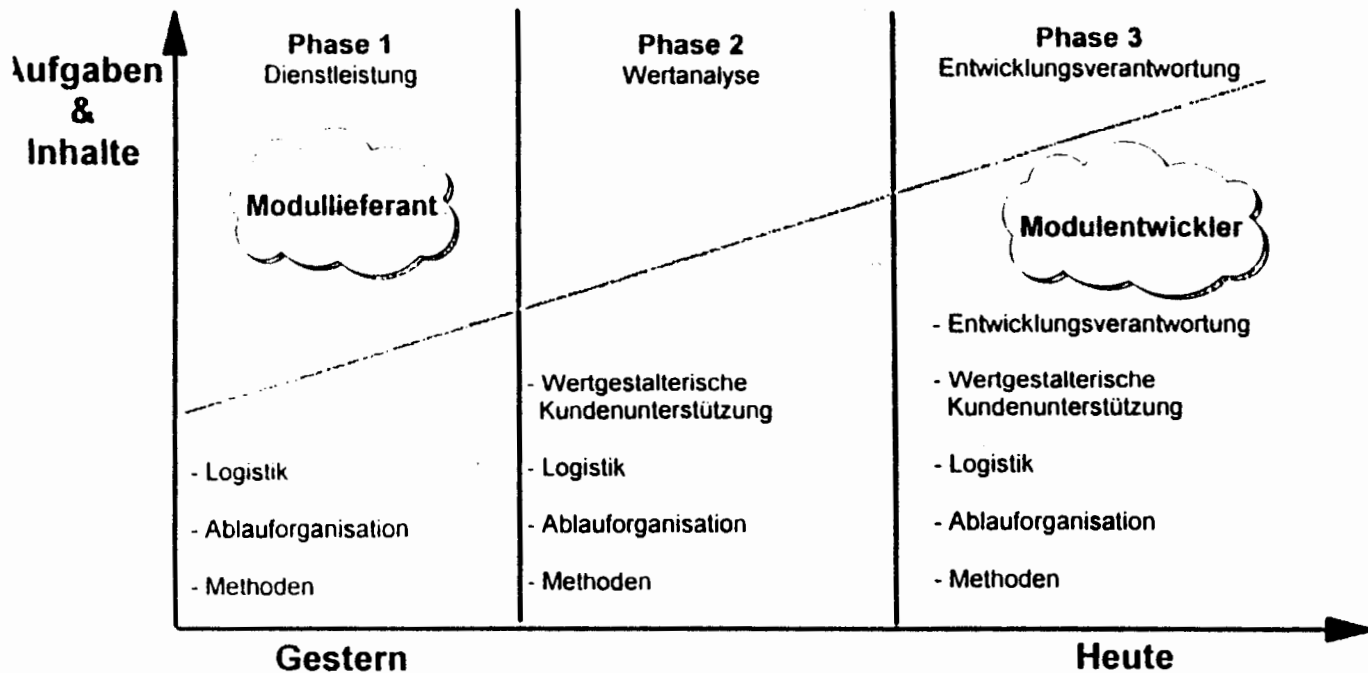 Aufgaben
&
Inhalte
Phase 1
Dienstleistung
Modullieferant
- Logistik
- Ablauforganisation
- Methoden
Phase 2
Wertanalyse
- Wertgestalterische
Kundenunterstützung
- Logistik
- Ablauforganisation
- Methoden
Phase 3
Entwicklungsverantwortung
Modulentwickler
- Entwicklungsverantwortung
- Wertgestalterische
Kundenunterstützung
- Logistik
- Ablauforganisation
- Methoden
Gestern
Heute